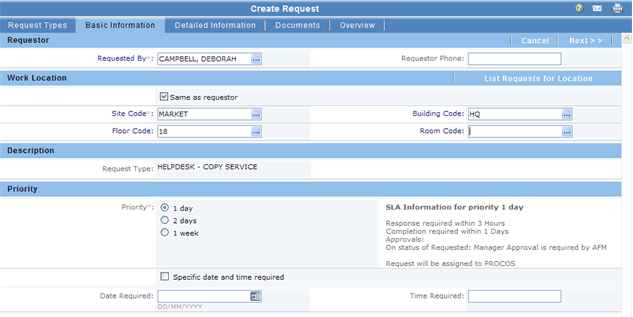 Create Request
Request Types Basic Information Detailed Information Documents Overview
Requestor Cancel Next > >
Requested By*: CAMPBELL, DEBORAH ... Requestor Phone:
Work Location List Requests for Location
Same as requestor
Site Code*: MARKET ... Building Code: HQ ...
Floor Code: 18 ... Room Code: ...
Description
Request Type: HELPDESK - COPY SERVICE
Priority
Priority*: 1 day
2 days
1 week
SLA Information for priority 1 day
Response required within 3 Hours
Completion required within 1 Days
Approvals:
On status of Requested: Manager Approval is required by AFM
Request will be assigned to PROCOS
Specific date and time required
Date Required: Time Required:
DD/MM/YYYY